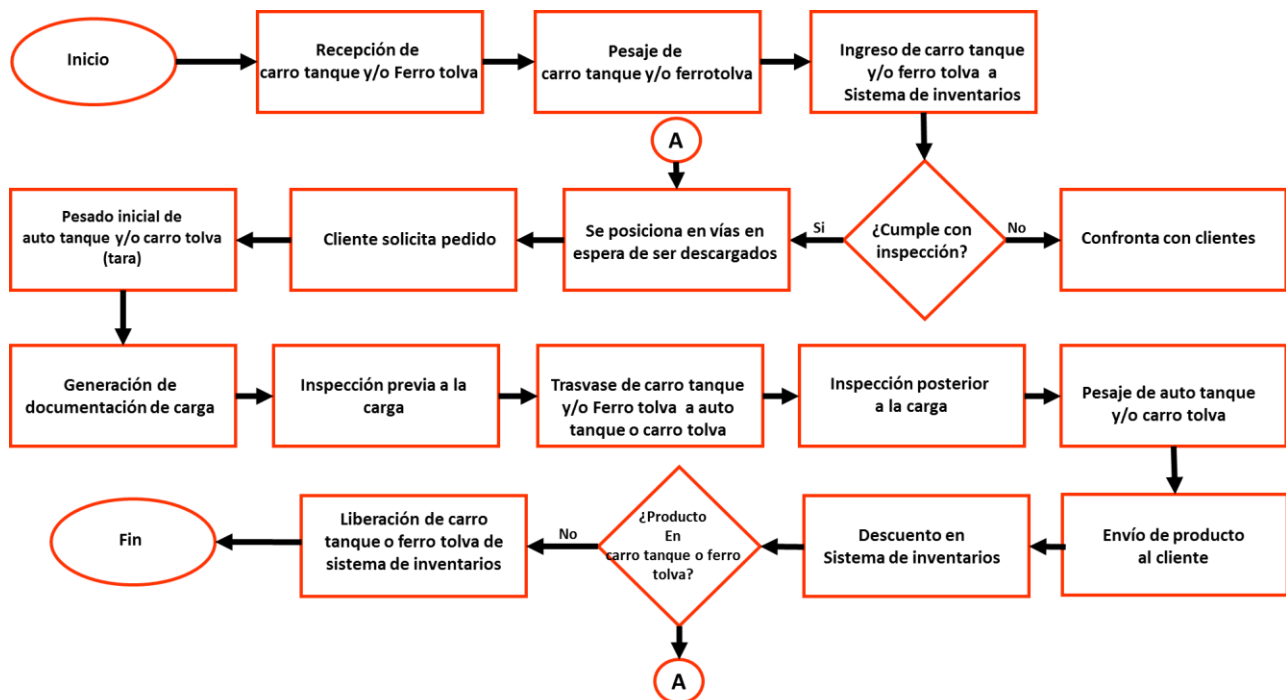 Inicio
Recepción de
carro tanque y/o Ferro tolva
Pesaje de
carro tanque y/o ferrotolva
Ingreso de carro tanque
y/o ferro tolva a
Sistema de inventarios
A
Pesado inicial de
auto tanque y/o carro tolva
(tara)
Cliente solicita pedido
Se posiciona en vías en
espera de ser descargados
Si
¿Cumple con
inspección?
No
Confronta con clientes
Generación de
documentación de carga
Inspección previa a la
carga
Trasvase de carro tanque
y/o Ferro tolva a auto
tanque o carro tolva
Inspección posterior
a la carga
Pesaje de auto tanque
y/o carro tolva
Fin
Liberación de carro
tanque o ferro tolva de
sistema de inventarios
No
¿Producto
En
carro tanque o ferro
tolva?
Descuento en
Sistema de inventarios
Envío de producto
al cliente
A